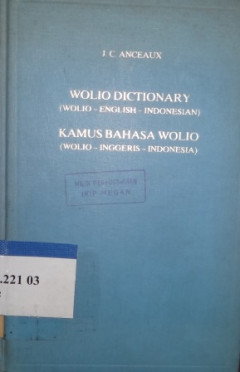 J. C. ANCEAUX
WOLIO DICTIONARY
(WOLIO – ENGLISH – INDONESIAN)
KAMUS BAHASA WOLIO
(WOLIO – INGGERIS – INDONESIA)
.221 03